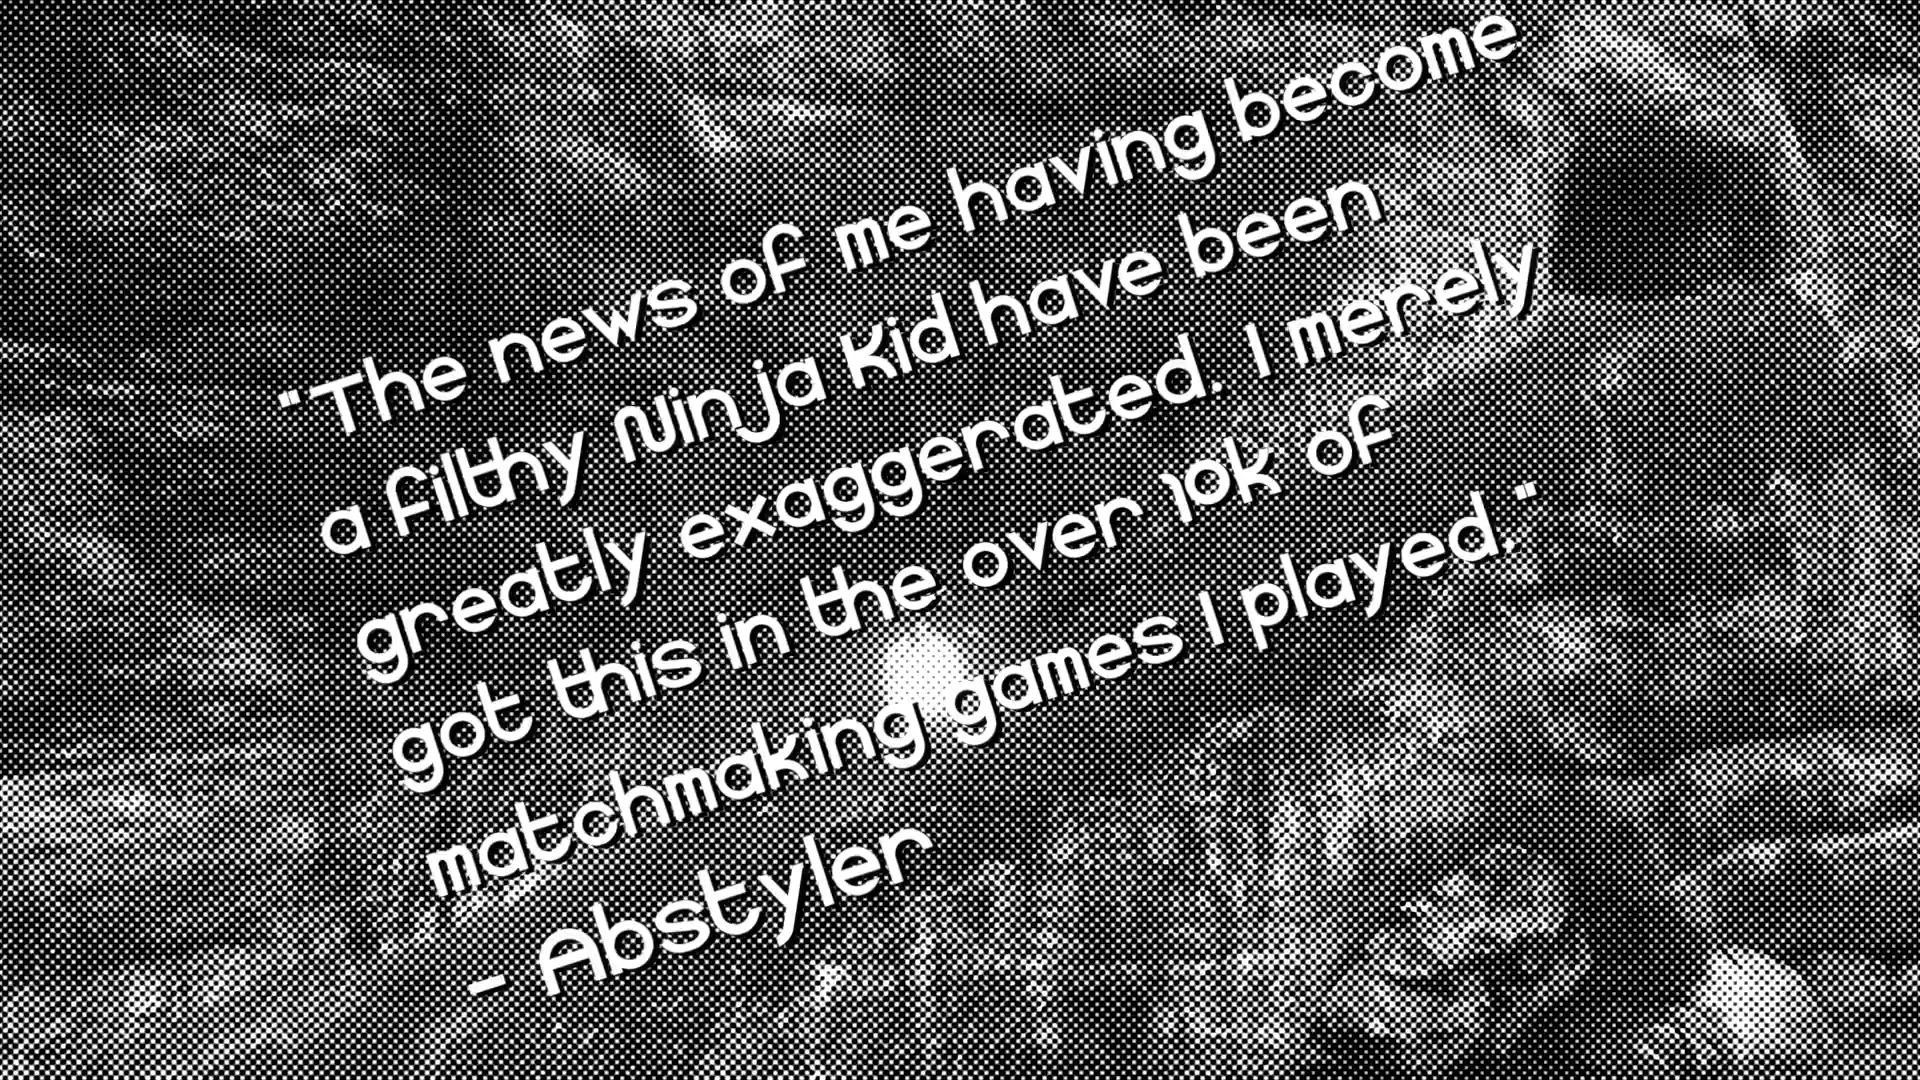 "The news of me having become
a filthy Ninja Kid have been
greatly exaggerated. I merely
got this in the over 10k of
matchmaking games I played."
- Abstyler